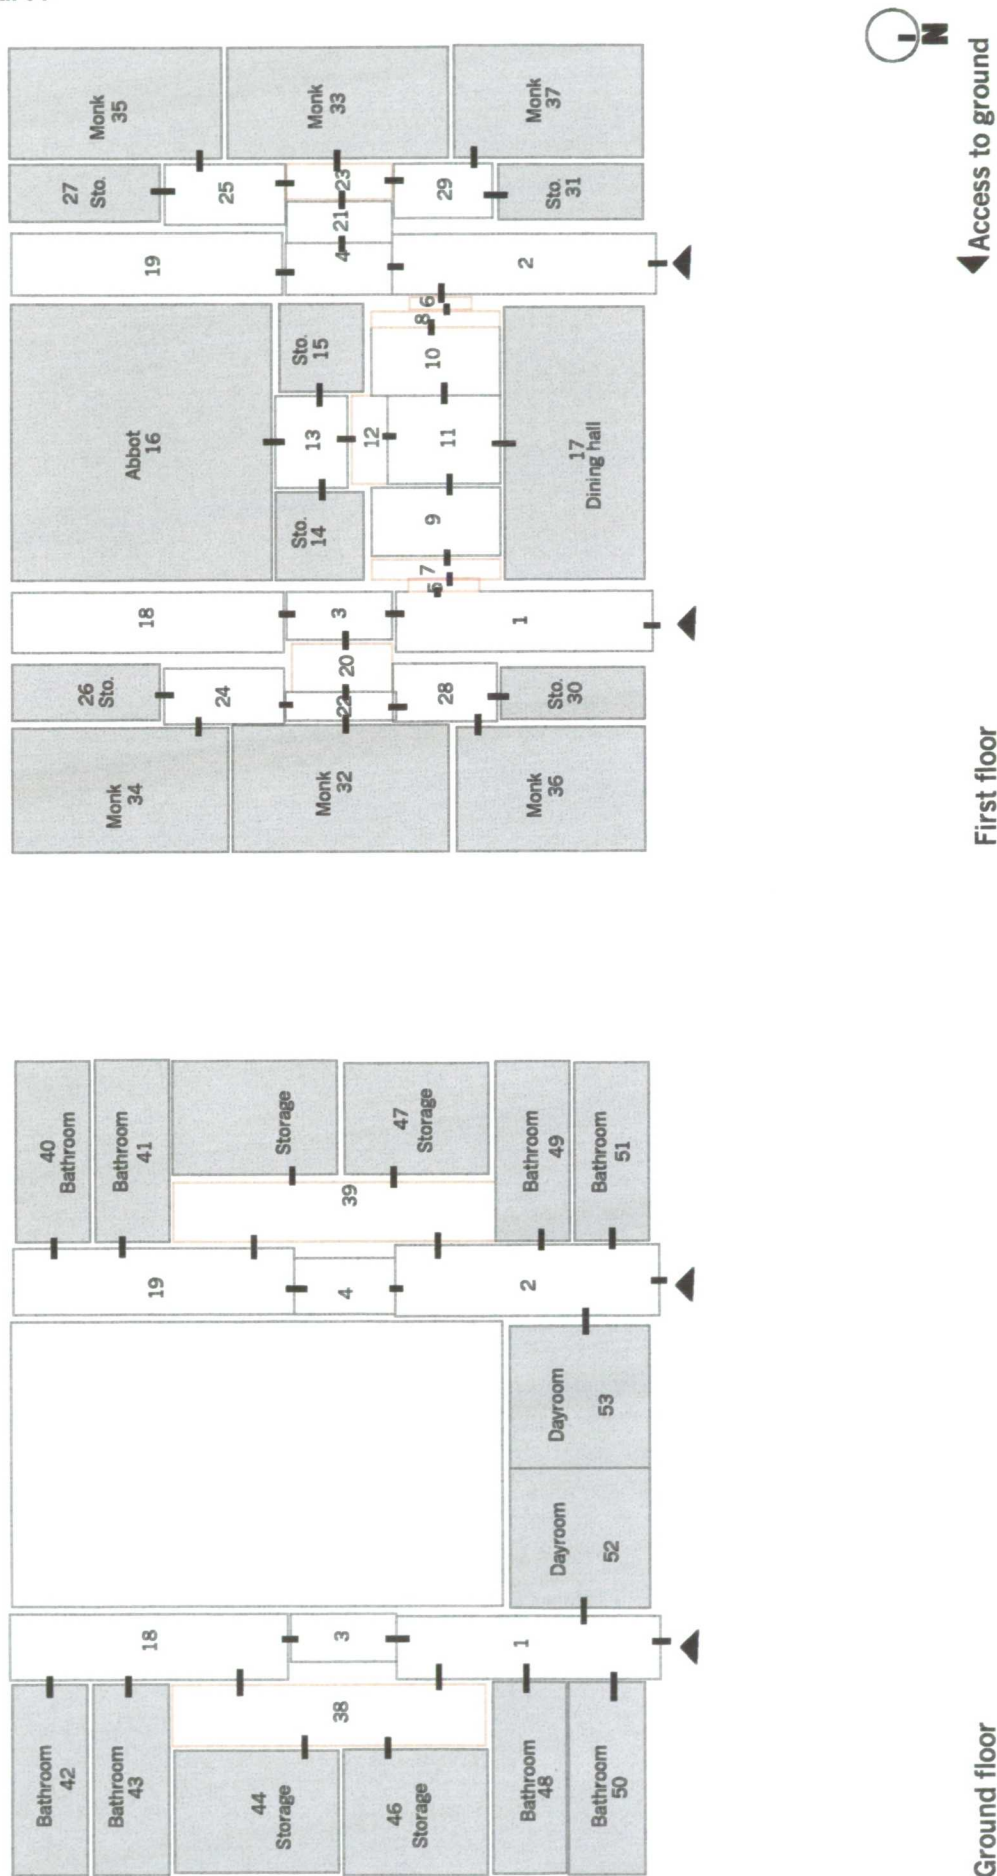 Bathroom
42
Bathroom
43
44
Storage
46
Storage
Bathroom
48
Bathroom
50
38
18
3
1
Dayroom
52
Dayroom
53
19
4
2
39
40
Bathroom
Bathroom
41
Storage
47
Storage
Bathroom
49
Bathroom
51
Ground floor
Monk
34
Monk
32
Monk
36
26
Sto.
24
22
28
Sto.
30
20
18
3
1
Abbot
16
Sto.
14
13
Sto.
15
12
5
7
9
11
10
8
6
17
Dining hall
19
4
2
21
27
Sto.
25
23
29
Sto.
31
Monk
35
Monk
33
Monk
37
First floor
N
Access to ground